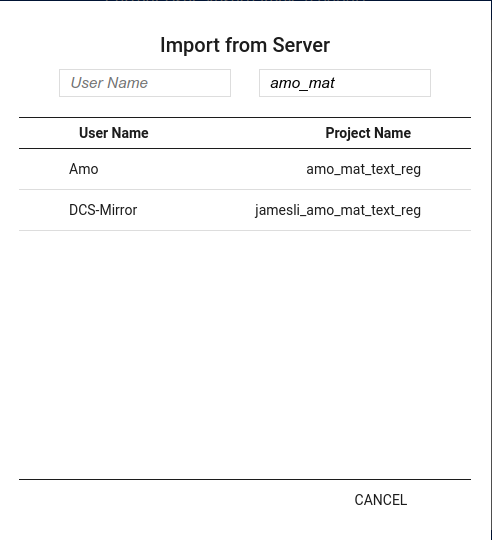 Import from Server
User Name amo_mat
User Name Project Name
Amo amo_mat_text_reg
DCS-Mirror jamesli_amo_mat_text_reg
CANCEL